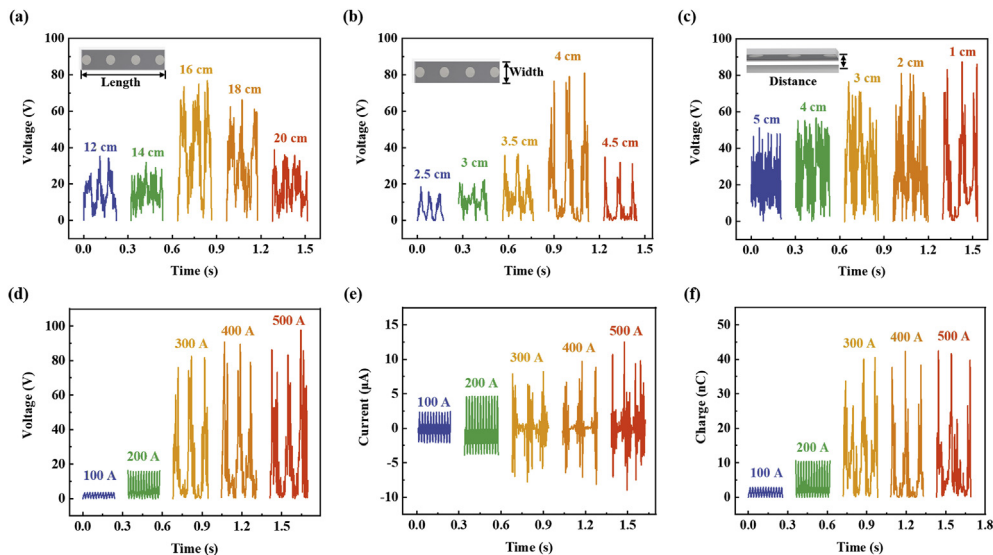 (a)
Voltage (V)
100
80
60
40
20
0
0.0 0.3 0.6 0.9 1.2 1.5
Time (s)
Length
12 cm
14 cm
16 cm
18 cm
20 cm
(b)
Voltage (V)
100
80
60
40
20
0
0.0 0.3 0.6 0.9 1.2 1.5
Time (s)
Width
2.5 cm
3 cm
3.5 cm
4 cm
4.5 cm
(c)
Voltage (V)
100
80
60
40
20
0
0.0 0.3 0.6 0.9 1.2 1.5
Time (s)
Distance
5 cm
4 cm
3 cm
2 cm
1 cm
(d)
Voltage (V)
100
80
60
40
20
0
0.0 0.3 0.6 0.9 1.2 1.5
Time (s)
100 A
200 A
300 A
400 A
500 A
(e)
Current (μA)
15
10
5
0
-5
-10
0.0 0.3 0.6 0.9 1.2 1.5
Time (s)
100 A
200 A
300 A
400 A
500 A
(f)
Charge (nC)
50
40
30
20
10
0
0.0 0.3 0.6 0.9 1.2 1.5 1.8
Time (s)
100 A
200 A
300 A
400 A
500 A